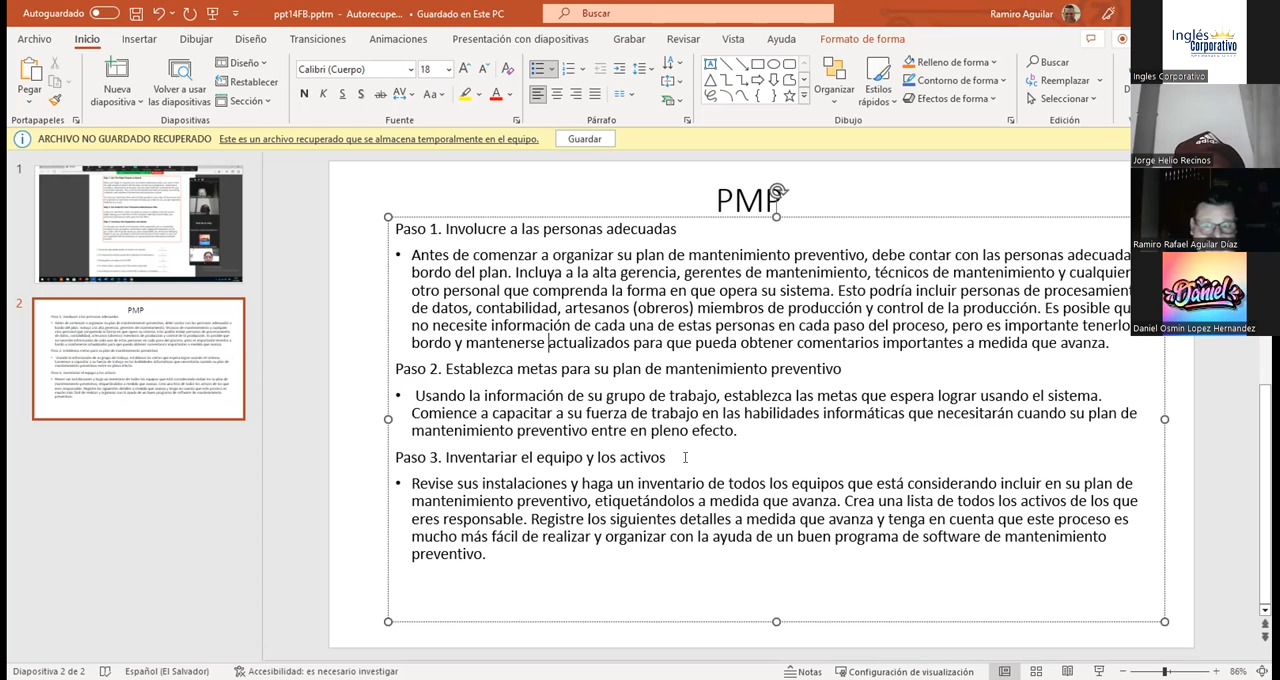 Autoguardado
ppt14FB.pptm - Autorecupe... • Guardado en Este PC
Buscar
Ramiro Aguilar
Archivo Inicio Insertar Dibujar Diseño Transiciones Animaciones Presentación con diapositivas Grabar Revisar Vista Ayuda Formato de forma
Pegar
Portapapeles
Nueva diapositiva
Volver a usar las diapositivas
Diseño
Restablecer
Sección
Diapositivas
Calibri (Cuerpo) 18
N K S S ab AV Aa A
Fuente
Párrafo
Organizar
Estilos rápidos
Relleno de forma
Contorno de forma
Efectos de forma
Dibujo
Buscar
Reemplazar
Seleccionar
Edición
ARCHIVO NO GUARDADO RECUPERADO Este es un archivo recuperado que se almacena temporalmente en el equipo. Guardar
1
2
PMP
PMP
Paso 1. Involucre a las personas adecuadas
• Antes de comenzar a organizar su plan de mantenimiento preventivo, debe contar con las personas adecuada
bordo del plan. Incluya a la alta gerencia, gerentes de mantenimiento, técnicos de mantenimiento y cualquier
otro personal que comprenda la forma en que opera su sistema. Esto podría incluir personas de procesamien
de datos, contabilidad, artesanos (obreros) miembros de producción y control de la producción. Es posible qu
no necesite información de cada una de estas personas al comienzo del proceso, pero es importante tenerlo
bordo y mantenerse actualizados para que pueda obtener comentarios importantes a medida que avanza.
Paso 2. Establezca metas para su plan de mantenimiento preventivo
• Usando la información de su grupo de trabajo, establezca las metas que espera lograr usando el sistema.
Comience a capacitar a su fuerza de trabajo en las habilidades informáticas que necesitarán cuando su plan de
mantenimiento preventivo entre en pleno efecto.
Paso 3. Inventariar el equipo y los activos
• Revise sus instalaciones y haga un inventario de todos los equipos que está considerando incluir en su plan de
mantenimiento preventivo, etiquetándolos a medida que avanza. Crea una lista de todos los activos de los que
eres responsable. Registre los siguientes detalles a medida que avanza y tenga en cuenta que este proceso es
mucho más fácil de realizar y organizar con la ayuda de un buen programa de software de mantenimiento
preventivo.
Inglés
Corporativo
Ingles Corporativo
Jorge Helio Recinos
Ramiro Rafael Aguilar Díaz
Daniel
Daniel Osmin Lopez Hernandez
Diapositiva 2 de 2 Español (El Salvador) Accesibilidad: es necesario investigar Notas Configuración de visualización 86%